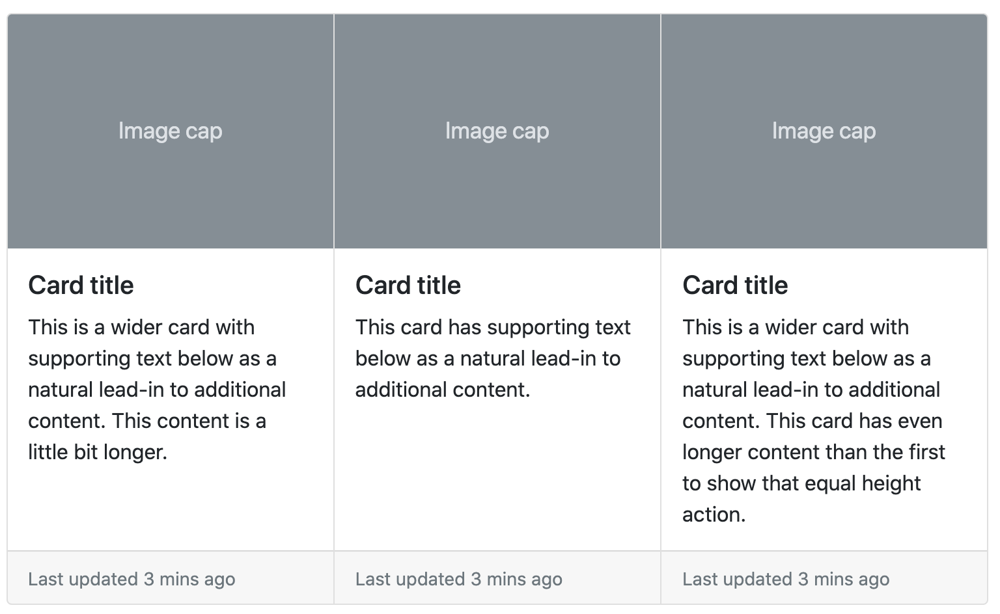 Image cap
Card title
This is a wider card with
supporting text below as a
natural lead-in to additional
content. This content is a
little bit longer.
Last updated 3 mins ago
Image cap
Card title
This card has supporting text
below as a natural lead-in to
additional content.
Last updated 3 mins ago
Image cap
Card title
This is a wider card with
supporting text below as a
natural lead-in to additional
content. This card has even
longer content than the first
to show that equal height
action.
Last updated 3 mins ago